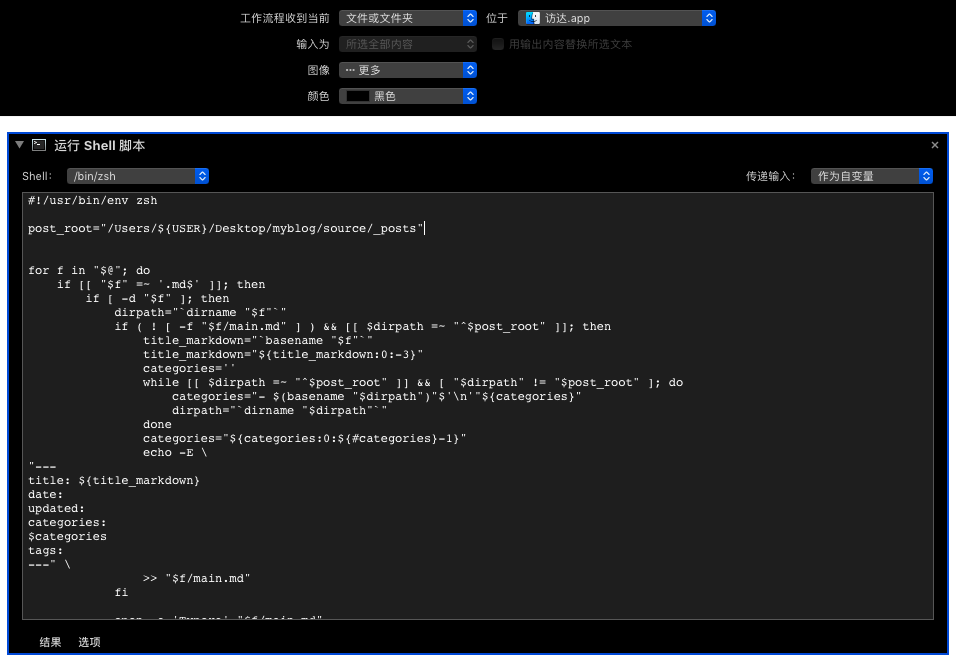 工作流程收到当前 文件或文件夹 位于 访达.app
输入为 所选全部内容 用输出内容替换所选文本
图像 ··· 更多
颜色 黑色
运行 Shell 脚本
Shell: /bin/zsh 传递输入: 作为自变量
#!/usr/bin/env zsh
post_root="/Users/${USER}/Desktop/myblog/source/_posts"
for f in "$@"; do
    if [[ "$f" =~ '.md$' ]]; then
        if [ -d "$f" ]; then
            dirpath="`dirname "$f"`"
            if ( ! [ -f "$f/main.md" ] ) && [[ $dirpath =~ "^$post_root" ]]; then
                title_markdown="`basename "$f"`"
                title_markdown="${title_markdown:0:-3}"
                categories=''
                while [[ $dirpath =~ "^$post_root" ]] && [ "$dirpath" != "$post_root" ]; do
                    categories="- $(basename "$dirpath")"$'\n'"${categories}"
                    dirpath="`dirname "$dirpath"`"
                done
                categories="${categories:0:${#categories}-1}"
                echo -E \
"---
title: ${title_markdown}
date:
updated:
categories:
$categories
tags:
---" \
                >> "$f/main.md"
            fi
            open -a 'Typora' "$f/main.md"
结果 选项